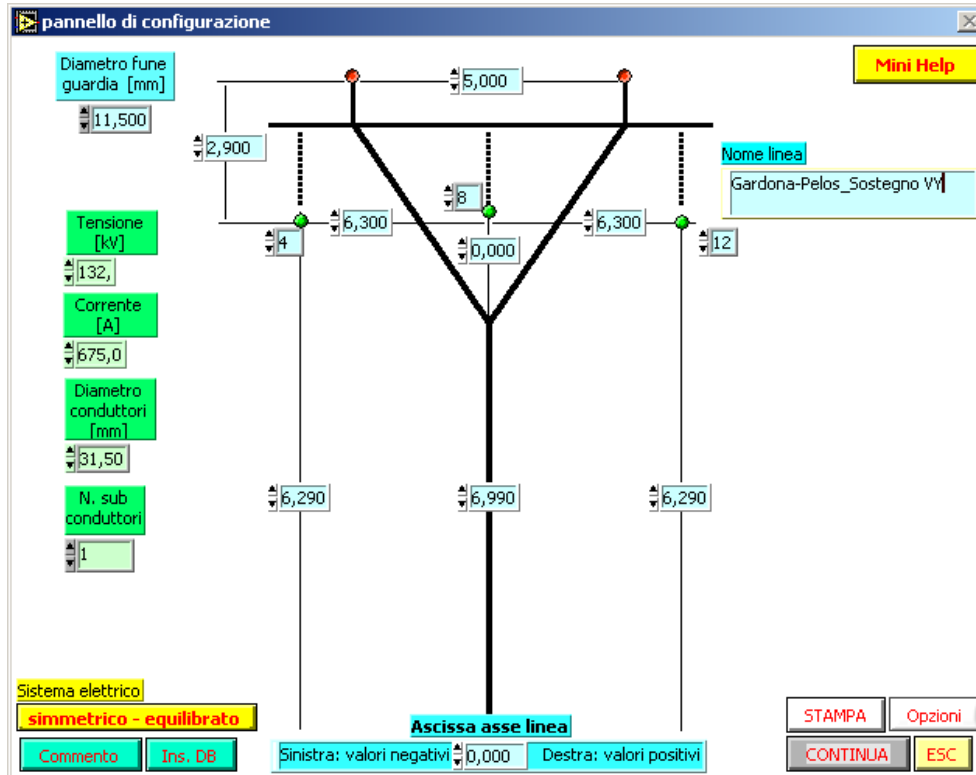 pannello di configurazione
Diametro fune
guardia [mm]
11,500
5,000
Mini Help
2,900
Nome linea
Gardona-Pelos_Sostegno VY
8
6,300
6,300
4
0,000
12
Tensione
[kV]
132,
Corrente
[A]
675,0
Diametro
conduttori
[mm]
31,50
N. sub
conduttori
1
6,290
6,990
6,290
Sistema elettrico
simmetrico - equilibrato
Commento
Ins. DB
Ascissa asse linea
Sinistra: valori negativi
0,000
Destra: valori positivi
STAMPA
Opzioni
CONTINUA
ESC